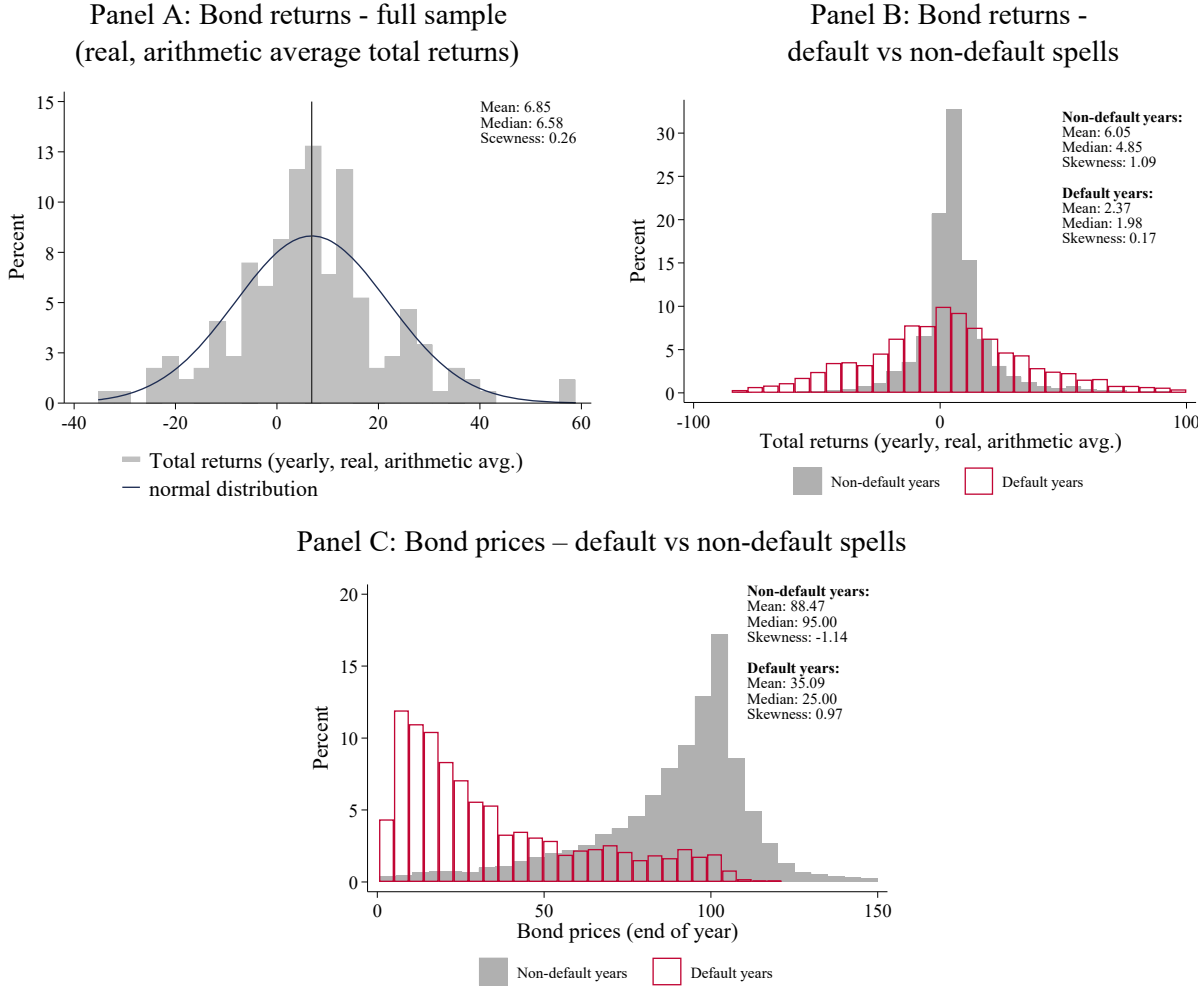 Panel A: Bond returns - full sample
(real, arithmetic average total returns)
Mean: 6.85
Median: 6.58
Scewness: 0.26
15
13
10
8
5
3
0
Percent
-40
-20
0
20
40
60
Total returns (yearly, real, arithmetic avg.)
normal distribution
Panel B: Bond returns -
default vs non-default spells
Non-default years:
Mean: 6.05
Median: 4.85
Skewness: 1.09
Default years:
Mean: 2.37
Median: 1.98
Skewness: 0.17
30
25
20
15
10
5
0
Percent
-100
0
100
Total returns (yearly, real, arithmetic avg.)
Non-default years
Default years
Panel C: Bond prices – default vs non-default spells
Non-default years:
Mean: 88.47
Median: 95.00
Skewness: -1.14
Default years:
Mean: 35.09
Median: 25.00
Skewness: 0.97
20
15
10
5
0
Percent
0
50
100
150
Bond prices (end of year)
Non-default years
Default years